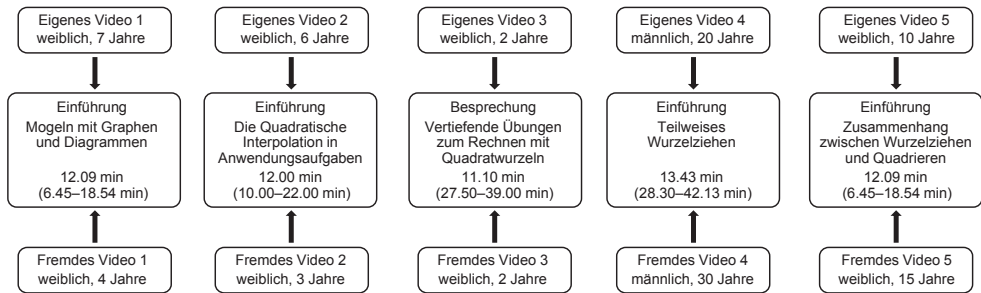 Eigenes Video 1
weiblich, 7 Jahre
Eigenes Video 2
weiblich, 6 Jahre
Eigenes Video 3
weiblich, 2 Jahre
Eigenes Video 4
männlich, 20 Jahre
Eigenes Video 5
weiblich, 10 Jahre
Einführung
Mogeln mit Graphen
und Diagrammen
12.09 min
(6.45–18.54 min)
Einführung
Die Quadratische
Interpolation in
Anwendungsaufgaben
12.00 min
(10.00–22.00 min)
Besprechung
Vertiefende Übungen
zum Rechnen mit
Quadratwurzeln
11.10 min
(27.50–39.00 min)
Einführung
Teilweises
Wurzelziehen
13.43 min
(28.30–42.13 min)
Einführung
Zusammenhang
zwischen Wurzelziehen
und Quadrieren
12.09 min
(6.45–18.54 min)
Fremdes Video 1
weiblich, 4 Jahre
Fremdes Video 2
weiblich, 3 Jahre
Fremdes Video 3
weiblich, 2 Jahre
Fremdes Video 4
männlich, 30 Jahre
Fremdes Video 5
weiblich, 15 Jahre